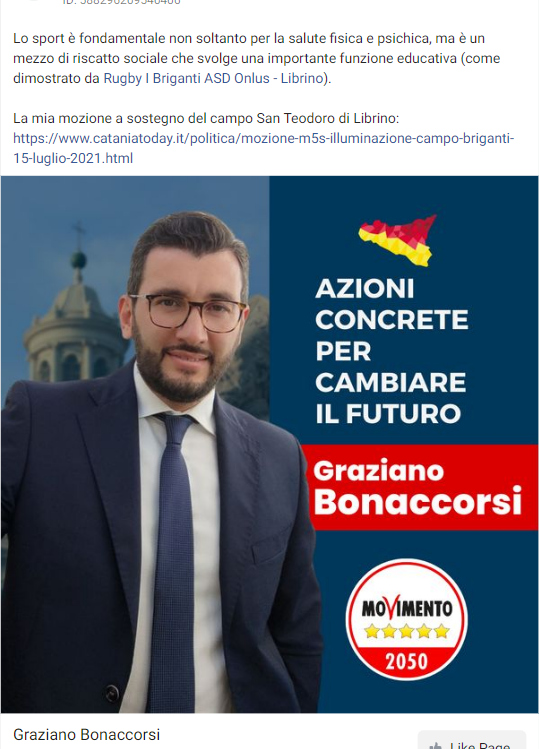 Lo sport è fondamentale non soltanto per la salute fisica e psichica, ma è un
mezzo di riscatto sociale che svolge una importante funzione educativa (come
dimostrato da Rugby I Briganti ASD Onlus - Librino).
La mia mozione a sostegno del campo San Teodoro di Librino:
https://www.cataniatoday.it/politica/mozione-m5s-illuminazione-campo-briganti-
15-luglio-2021.html
AZIONI
CONCRETE
PER
CAMBIARE
IL FUTURO
Graziano
Bonaccorsi
MOVIMENTO
2050
Graziano Bonaccorsi
Like Page